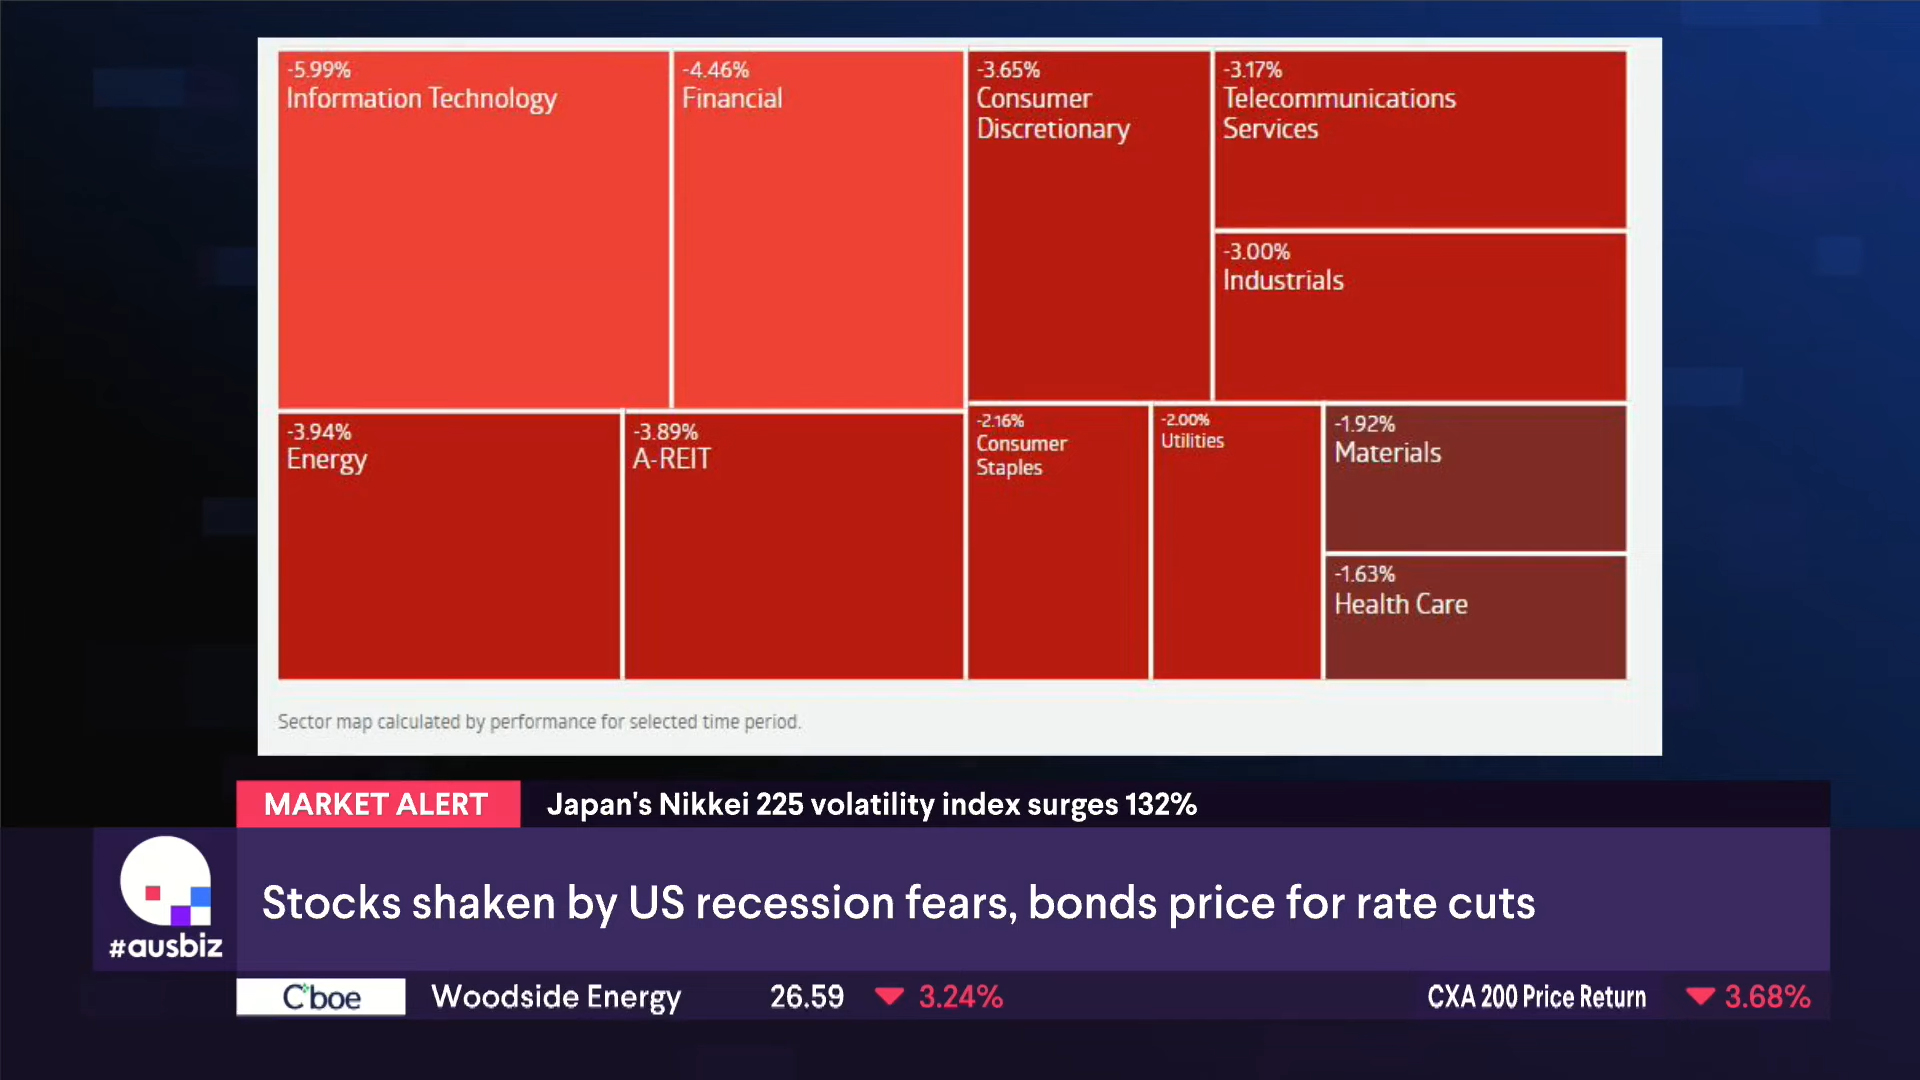 -5.99%
Information Technology
-4.46%
Financial
-3.65%
Consumer
Discretionary
-3.17%
Telecommunications
Services
-3.00%
Industrials
-3.94%
Energy
-3.89%
A-REIT
-2.16%
Consumer
Staples
-2.00%
Utilities
-1.92%
Materials
-1.63%
Health Care
Sector map calculated by performance for selected time period.
MARKET ALERT
Japan's Nikkei 225 volatility index surges 132%
Stocks shaken by US recession fears, bonds price for rate cuts
#ausbiz
Cboe
Woodside Energy 26.59 ▼ 3.24%
CXA 200 Price Return ▼ 3.68%